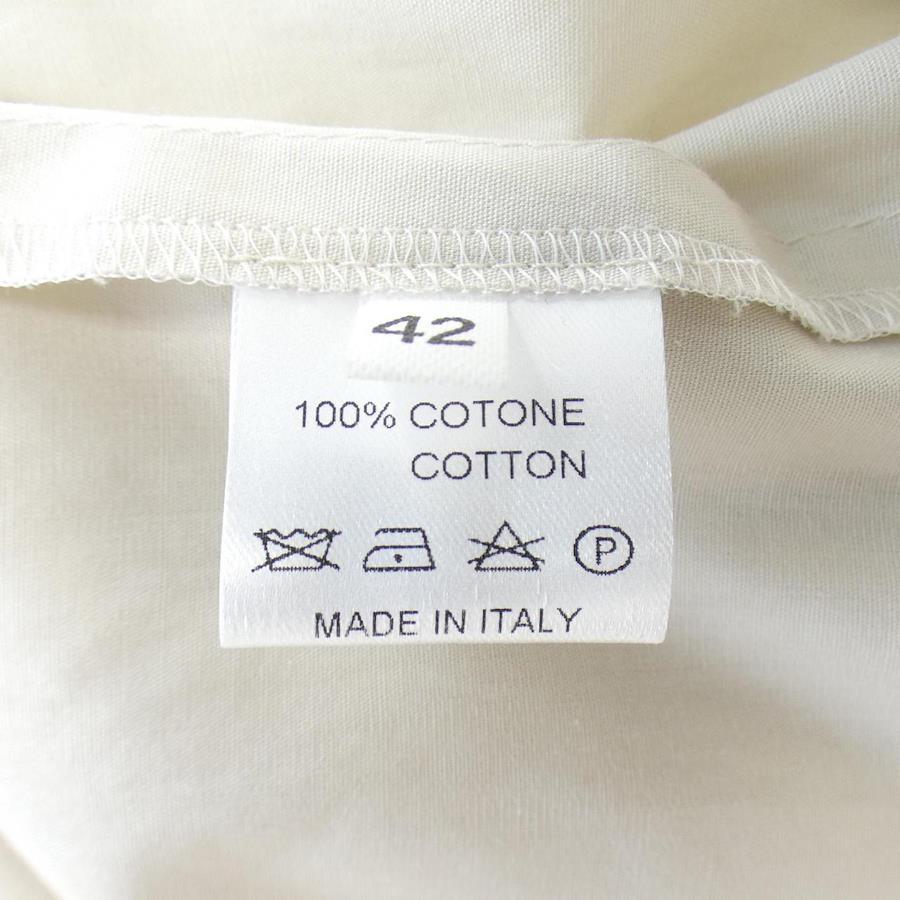 42
100% COTONE
COTTON
P
MADE IN ITALY